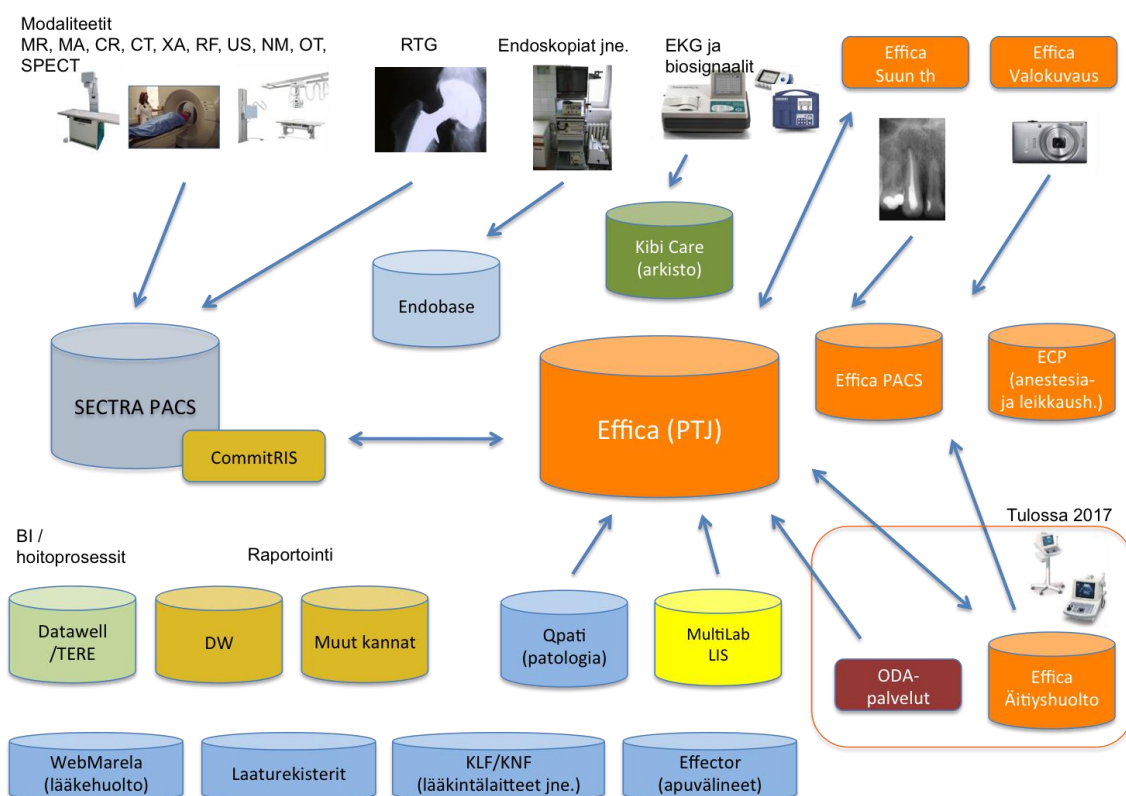 Modaliteetit
MR, MA, CR, CT, XA, RF, US, NM, OT,
SPECT
RTG
Endoskopiat jne.
EKG ja
biosignaalit
Effica
Suun th
Effica
Valokuvaus
Kibi Care
(arkisto)
Endobase
SECTRA PACS
CommitRIS
Effica (PTJ)
Effica PACS
ECP
(anestesia-
ja leikkaush.)
Tulossa 2017
BI /
hoitoprosessit
Raportointi
Datawell
/TERE
DW
Muut kannat
Qpati
(patologia)
MultiLab
LIS
ODA-
palvelut
Effica
Äitiyshuolto
WebMarela
(lääkehuolto)
Laaturekisterit
KLF/KNF
(lääkintälaitteet jne.)
Effector
(apuvälineet)